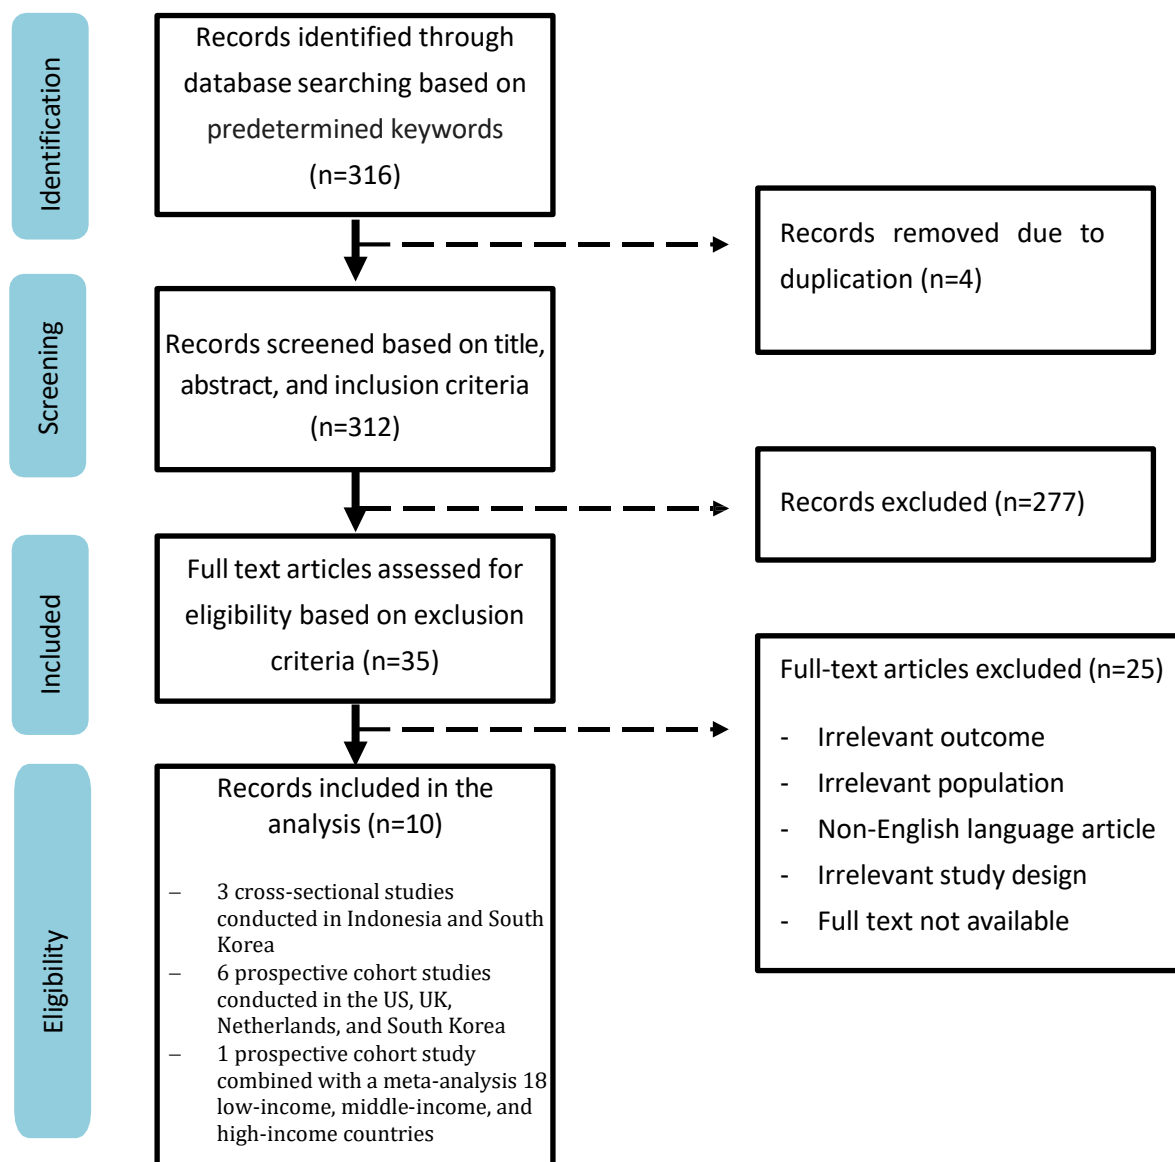 Identification
Records identified through
database searching based on
predetermined keywords
(n=316)
Records removed due to
duplication (n=4)
Screening
Records screened based on title,
abstract, and inclusion criteria
(n=312)
Records excluded (n=277)
Included
Full text articles assessed for
eligibility based on exclusion
criteria (n=35)
Full-text articles excluded (n=25)
- Irrelevant outcome
- Irrelevant population
- Non-English language article
- Irrelevant study design
- Full text not available
Eligibility
Records included in the
analysis (n=10)
– 3 cross-sectional studies
conducted in Indonesia and South
Korea
– 6 prospective cohort studies
conducted in the US, UK,
Netherlands, and South Korea
– 1 prospective cohort study
combined with a meta-analysis 18
low-income, middle-income, and
high-income countries